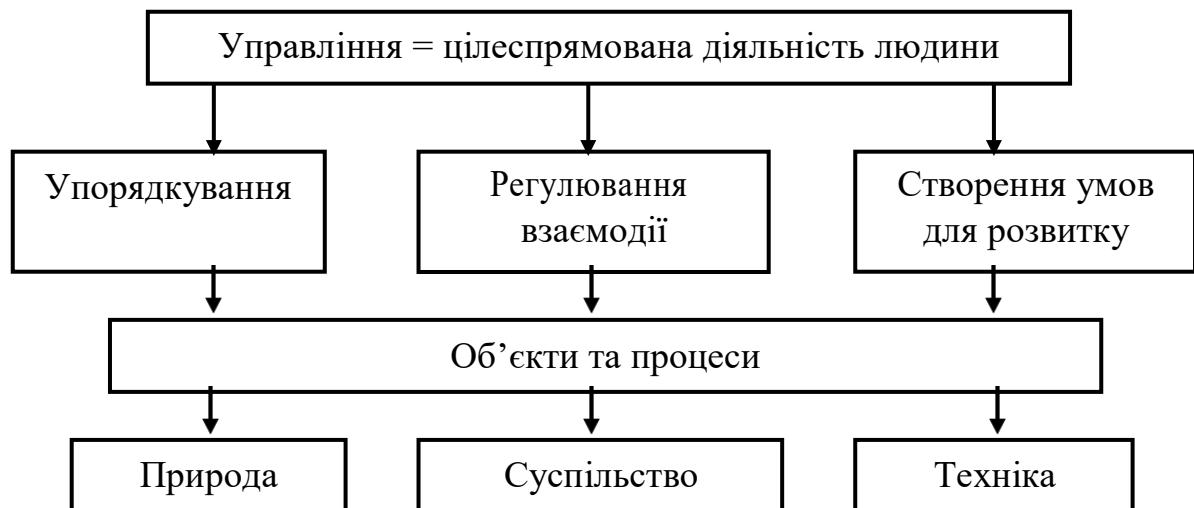 Управління = цілеспрямована діяльність людини
Упорядкування
Регулювання
взаємодії
Створення умов
для розвитку
Об’єкти та процеси
Природа
Суспільство
Техніка